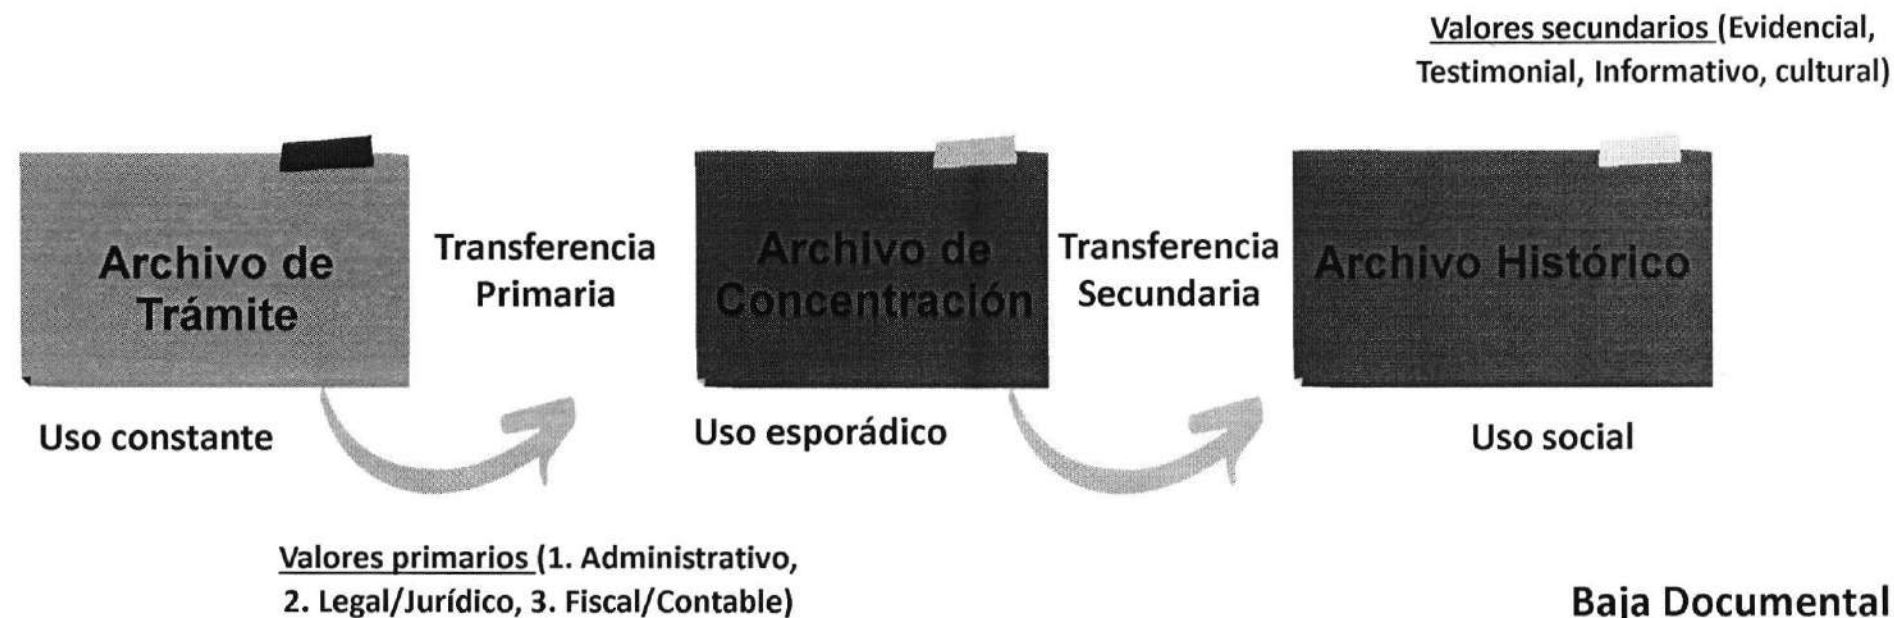 Valores secundarios (Evidencial,
Testimonial, Informativo, cultural)
Archivo de
Trámite
Transferencia
Primaria
Archivo de
Concentración
Transferencia
Secundaria
Archivo Histórico
Uso constante
Uso esporádico
Uso social
Valores primarios (1. Administrativo,
2. Legal/Jurídico, 3. Fiscal/Contable)
Baja Documental